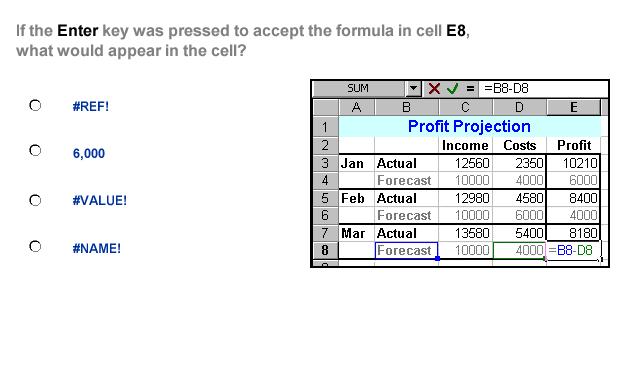 If the Enter key was pressed to accept the formula in cell E8,
what would appear in the cell?
#REF!
6,000
#VALUE!
#NAME!
SUM =B8-D8
A B C D E
1 Profit Projection
2 Income Costs Profit
3 Jan Actual 12560 2350 10210
4 Forecast 10000 4000 6000
5 Feb Actual 12980 4580 8400
6 Forecast 10000 6000 4000
7 Mar Actual 13580 5400 8180
8 Forecast 10000 4000 =B8-D8